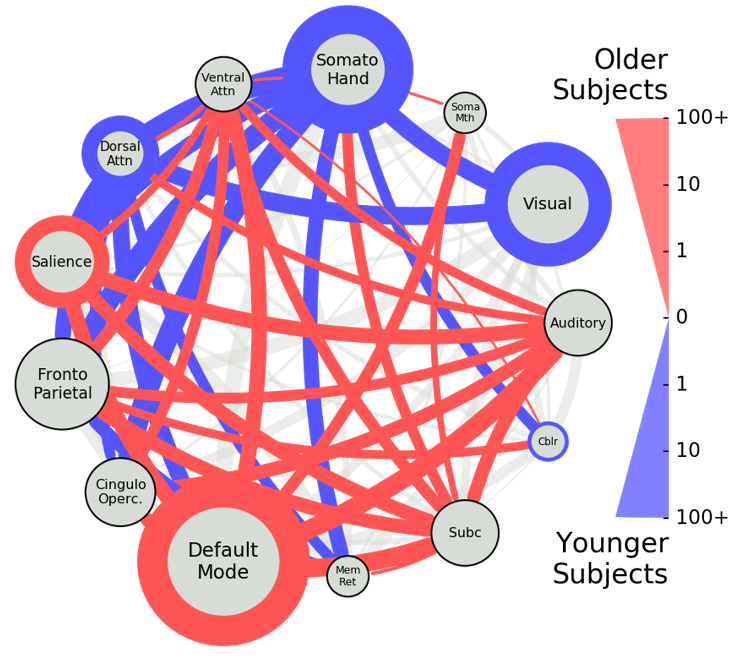 Somato
Hand
Ventral
Attn
Soma
Mth
Dorsal
Attn
Visual
Salience
Auditory
Fronto
Parietal
Cblr
Cingulo
Operc.
Subc
Default
Mode
Mem
Ret
Older
Subjects
100+
10
1
0
1
10
100+
Younger
Subjects